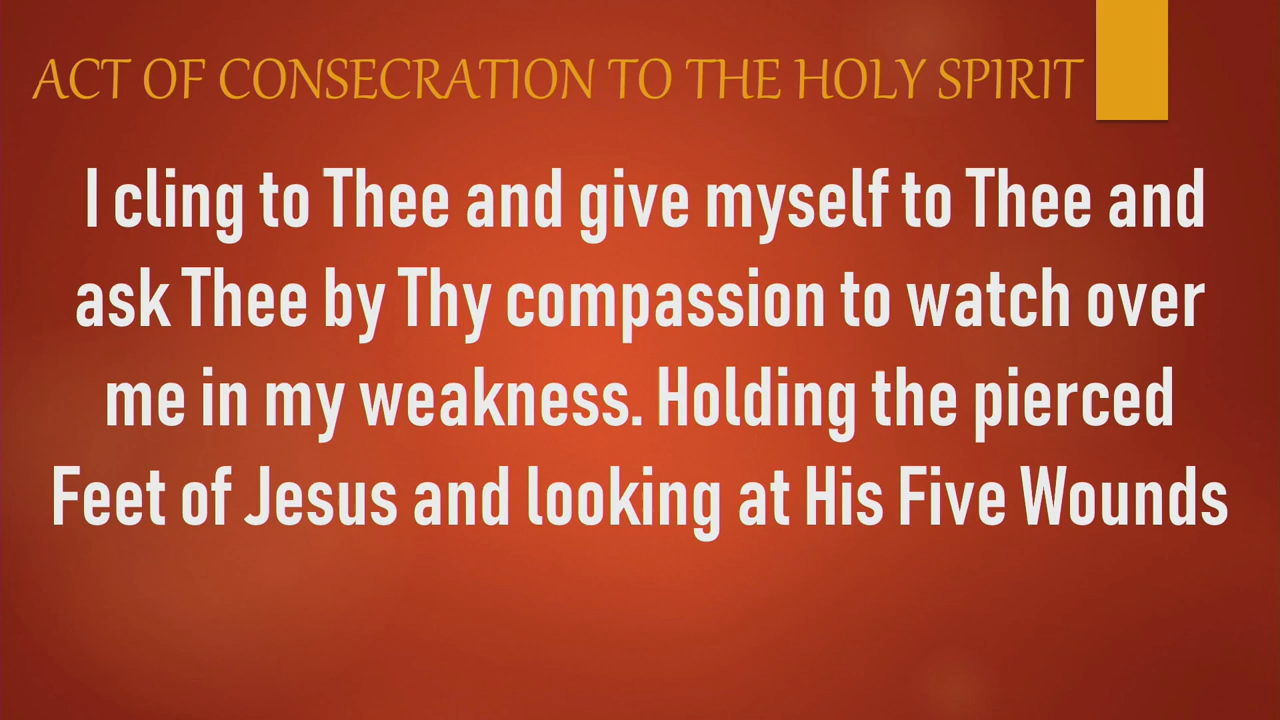 ACT OF CONSECRATION TO THE HOLY SPIRIT
I cling to Thee and give myself to Thee and
ask Thee by Thy compassion to watch over
me in my weakness. Holding the pierced
Feet of Jesus and looking at His Five Wounds